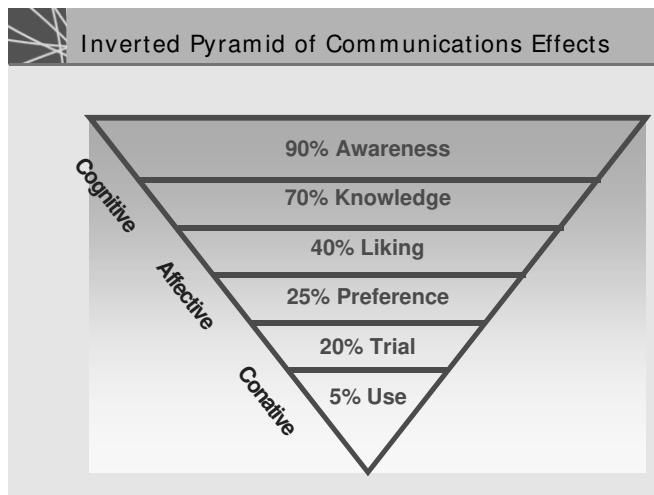 Inverted Pyramid of Communications Effects
90% Awareness
Cognitive
70% Knowledge
40% Liking
Affective
25% Preference
20% Trial
Conative
5% Use